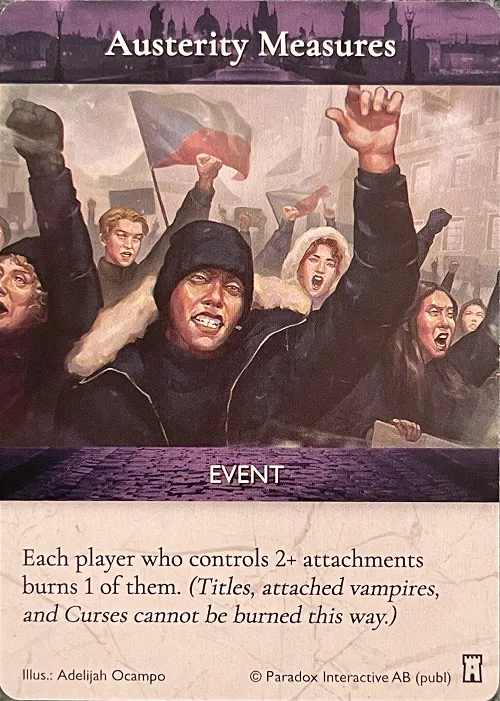 Austerity Measures
EVENT
Each player who controls 2+ attachments
burns 1 of them. (Titles, attached vampires,
and Curses cannot be burned this way.)
Illus.: Adelijah Ocampo © Paradox Interactive AB (publ)